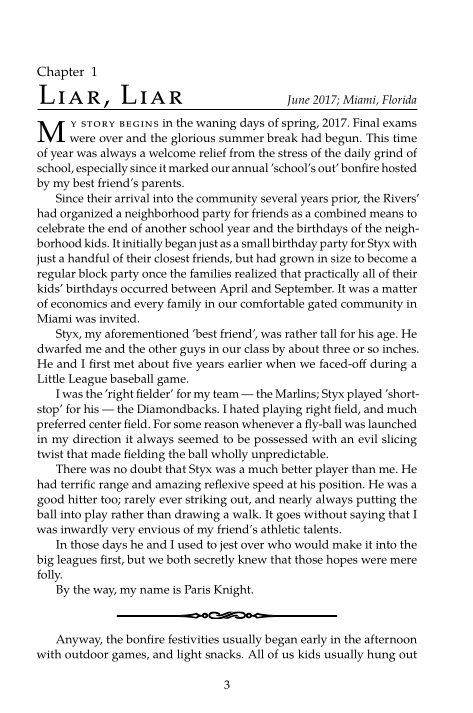 Chapter 1
Liar, Liar
June 2017; Miami, Florida
My story begins in the waning days of spring, 2017. Final exams
were over and the glorious summer break had begun. This time
of year was always a welcome relief from the stress of the daily grind of
school, especially since it marked our annual ‘school’s out’ bonfire hosted
by my best friend’s parents.
Since their arrival into the community several years prior, the Rivers’
had organized a neighborhood party for friends as a combined means to
celebrate the end of another school year and the birthdays of the neigh-
borhood kids. It initially began just as a small birthday party for Styx with
just a handful of their closest friends, but had grown in size to become a
regular block party once the families realized that practically all of their
kids’ birthdays occurred between April and September. It was a matter
of economics and every family in our comfortable gated community in
Miami was invited.
Styx, my aforementioned ‘best friend’, was rather tall for his age. He
dwarfed me and the other guys in our class by about three or so inches.
He and I first met about five years earlier when we faced-off during a
Little League baseball game.
I was the ‘right fielder’ for my team — the Marlins; Styx played ‘short-
stop’ for his — the Diamondbacks. I hated playing right field, and much
preferred center field. For some reason whenever a fly-ball was launched
in my direction it always seemed to be possessed with an evil slicing
twist that made fielding the ball wholly unpredictable.
There was no doubt that Styx was a much better player than me. He
had terrific range and amazing reflexive speed at his position. He was a
good hitter too; rarely ever striking out, and nearly always putting the
ball into play rather than drawing a walk. It goes without saying that I
was inwardly very envious of my friend’s athletic talents.
In those days he and I used to jest over who would make it into the
big leagues first, but we both secretly knew that those hopes were mere
folly.
By the way, my name is Paris Knight.
Anyway, the bonfire festivities usually began early in the afternoon
with outdoor games, and light snacks. All of us kids usually hung out
3